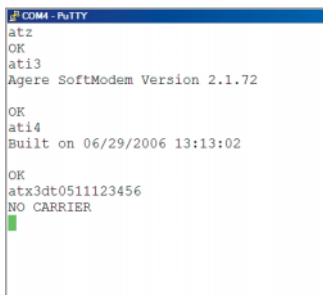 COM4 - PuTTY
atz
OK
ati3
Agere SoftModem Version 2.1.72
OK
ati4
Built on 06/29/2006 13:13:02
OK
atx3dt0511123456
NO CARRIER